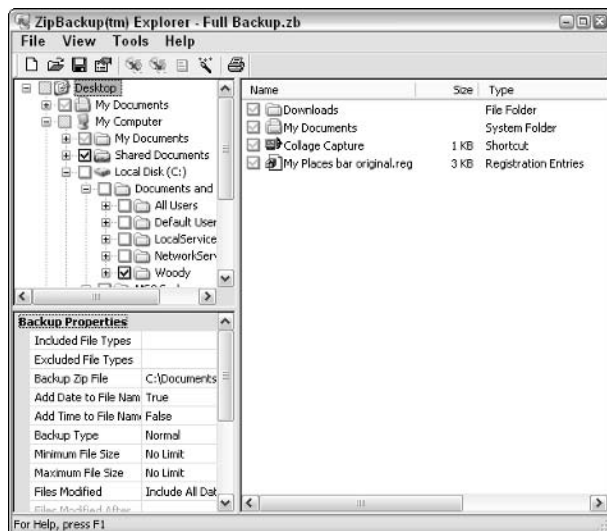 ZipBackup(tm) Explorer - Full Backup.zb
File View Tools Help
Desktop
My Documents
My Computer
My Documents
Shared Documents
Local Disk (C:)
Documents and
All Users
Default User
LocalService
NetworkServ
Woody
Name Size Type
Downloads File Folder
My Documents System Folder
Collage Capture 1 KB Shortcut
My Places bar original.reg 3 KB Registration Entries
Backup Properties
Included File Types
Excluded File Types
Backup Zip File C:\Documents
Add Date to File Nam True
Add Time to File Nam False
Backup Type Normal
Minimum File Size No Limit
Maximum File Size No Limit
Files Modified Include All Dat
Files Modified After
For Help, press F1